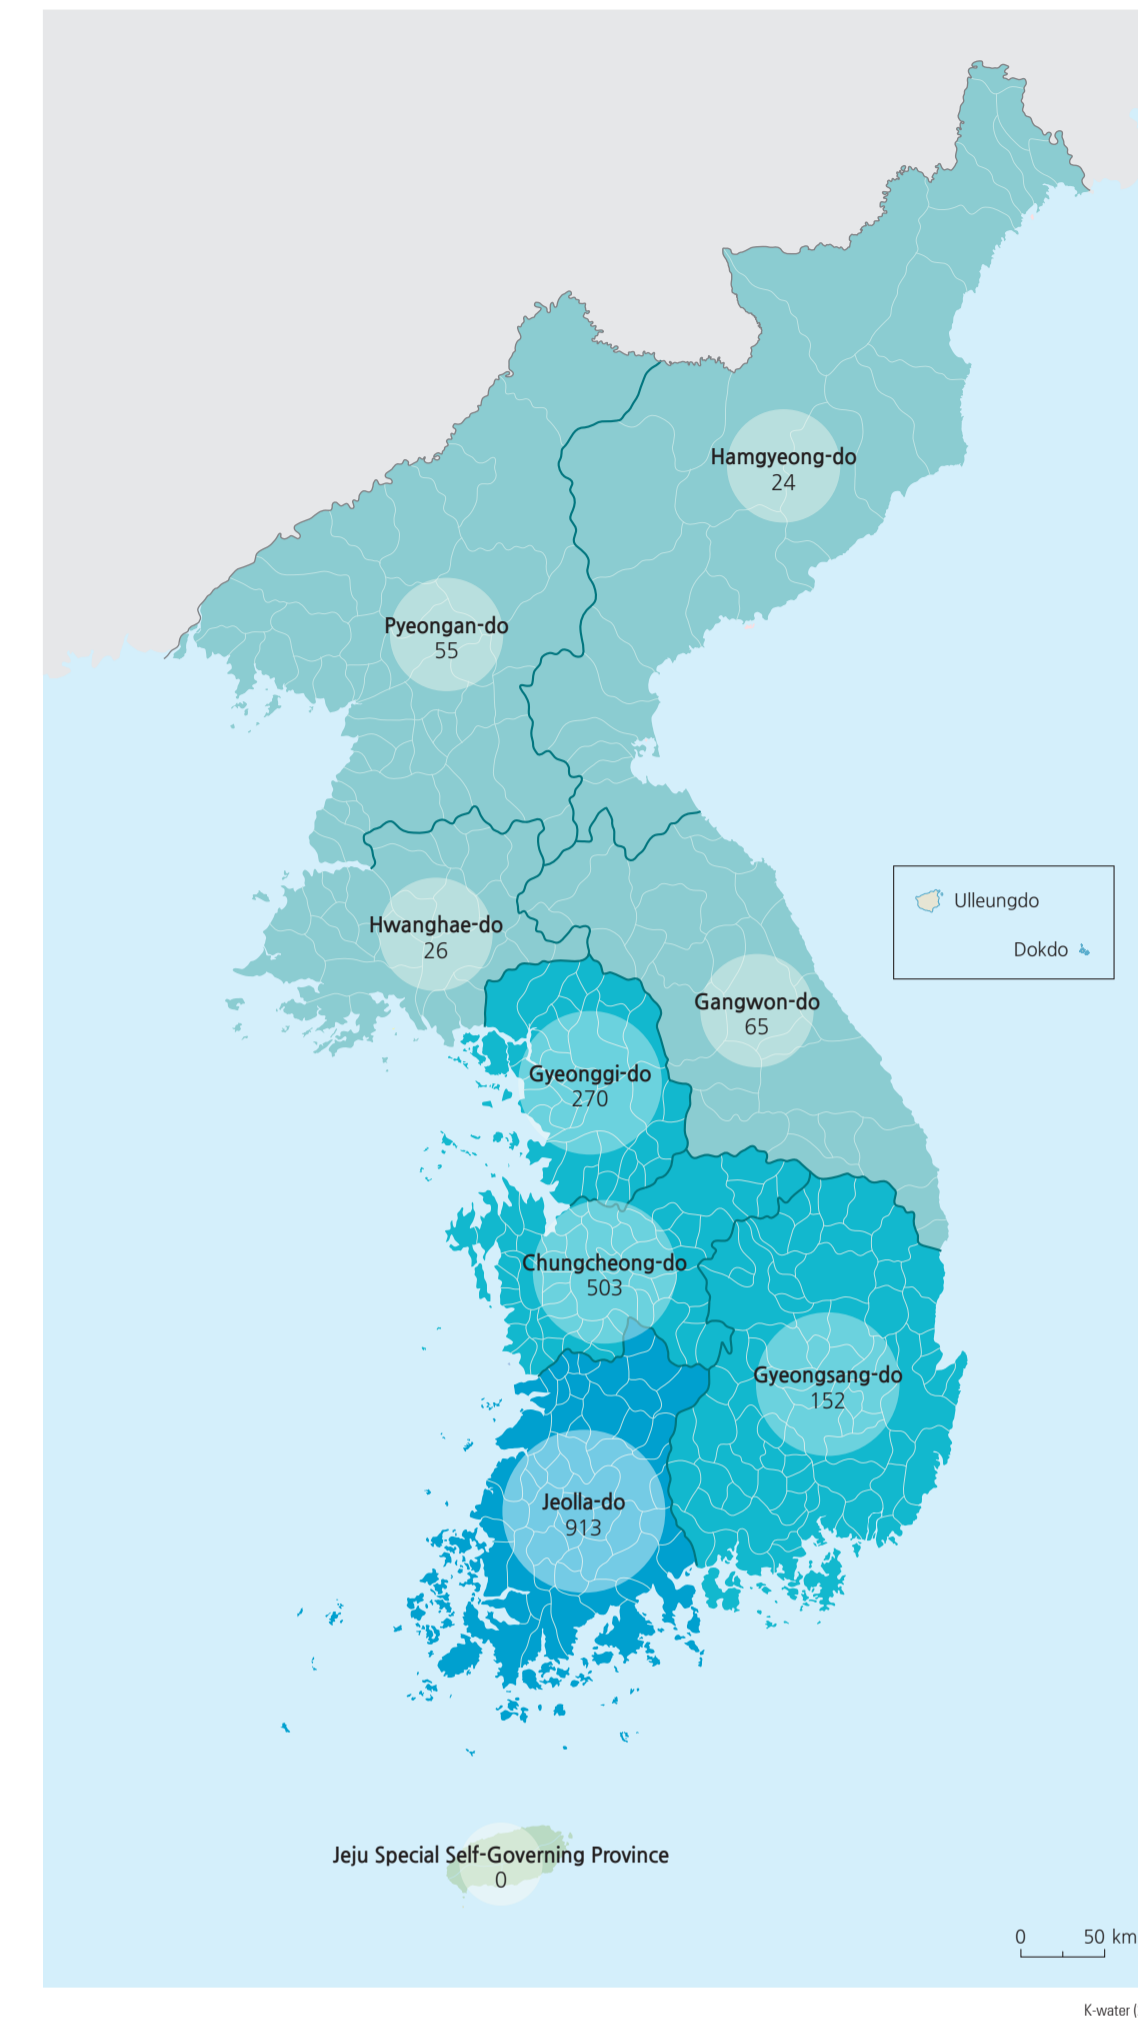 Hamgyeong-do
24
Pyeongan-do
55
Ulleungdo
Dokdo
Hwanghae-do
26
Gangwon-do
65
Gyeonggi-do
270
Chungcheong-do
503
Gyeongsang-do
152
Jeolla-do
913
Jeju Special Self-Governing Province
0
0 50 km
K-water (